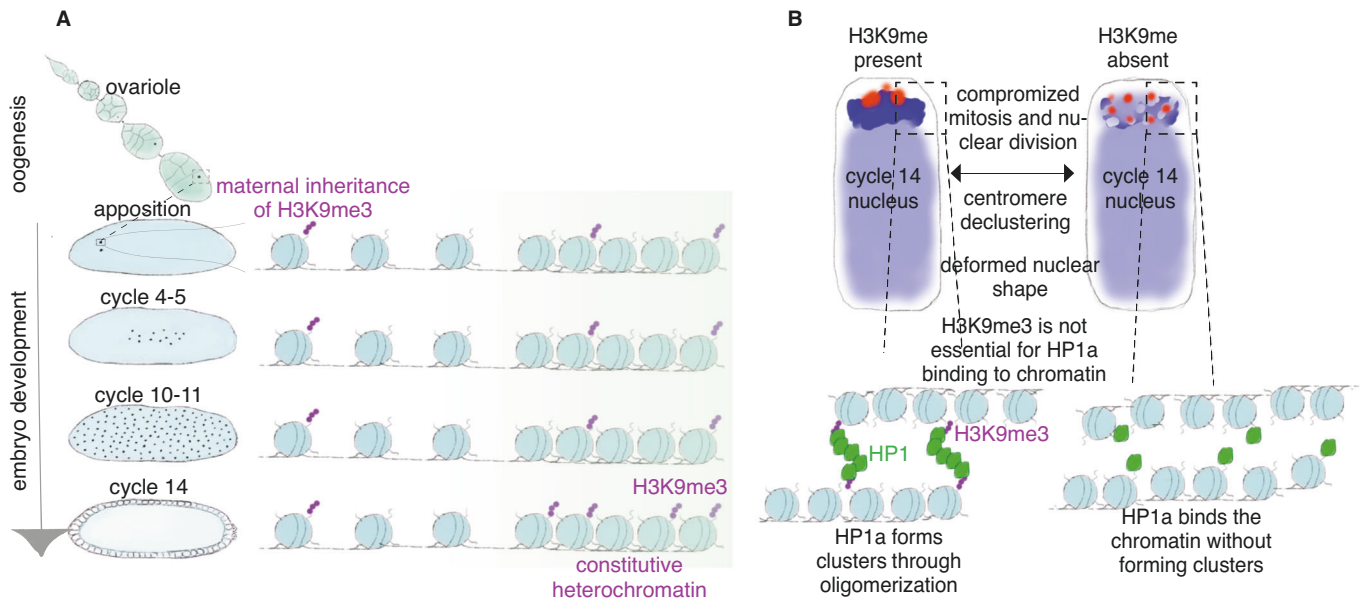 A
oogenesis
ovariole
maternal inheritance
of H3K9me3
apposition
embryo development
cycle 4-5
cycle 10-11
cycle 14
H3K9me3
constitutive
heterochromatin
B
H3K9me
present
H3K9me
absent
compromized
mitosis and nu-
clear division
cycle 14
nucleus
cycle 14
nucleus
centromere
declustering
deformed nuclear
shape
H3K9me3 is not
essential for HP1a
binding to chromatin
H3K9me3
HP1
HP1a forms
clusters through
oligomerization
HP1a binds the
chromatin without
forming clusters